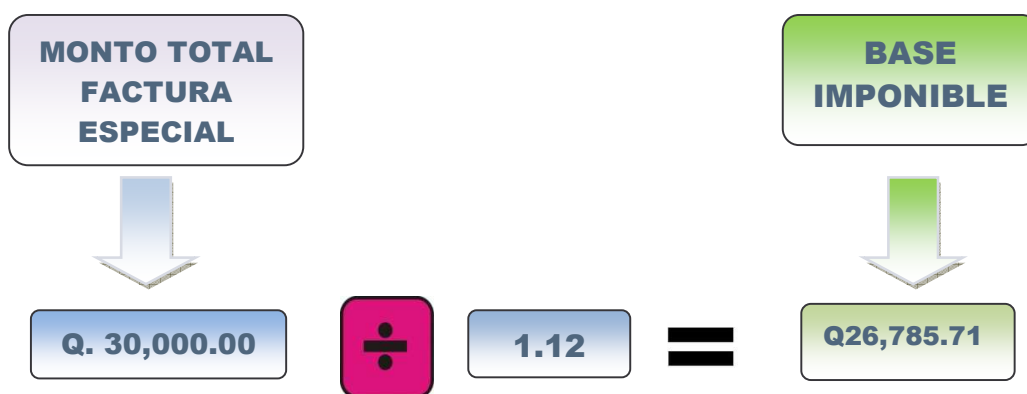 MONTO TOTAL
FACTURA
ESPECIAL
BASE
IMPONIBLE
Q. 30,000.00 ÷ 1.12 = Q26,785.71